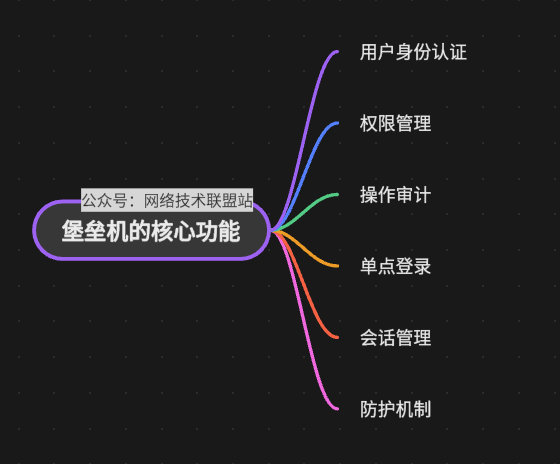 公众号：网络技术联盟站
堡垒机的核心功能
用户身份认证
权限管理
操作审计
单点登录
会话管理
防护机制